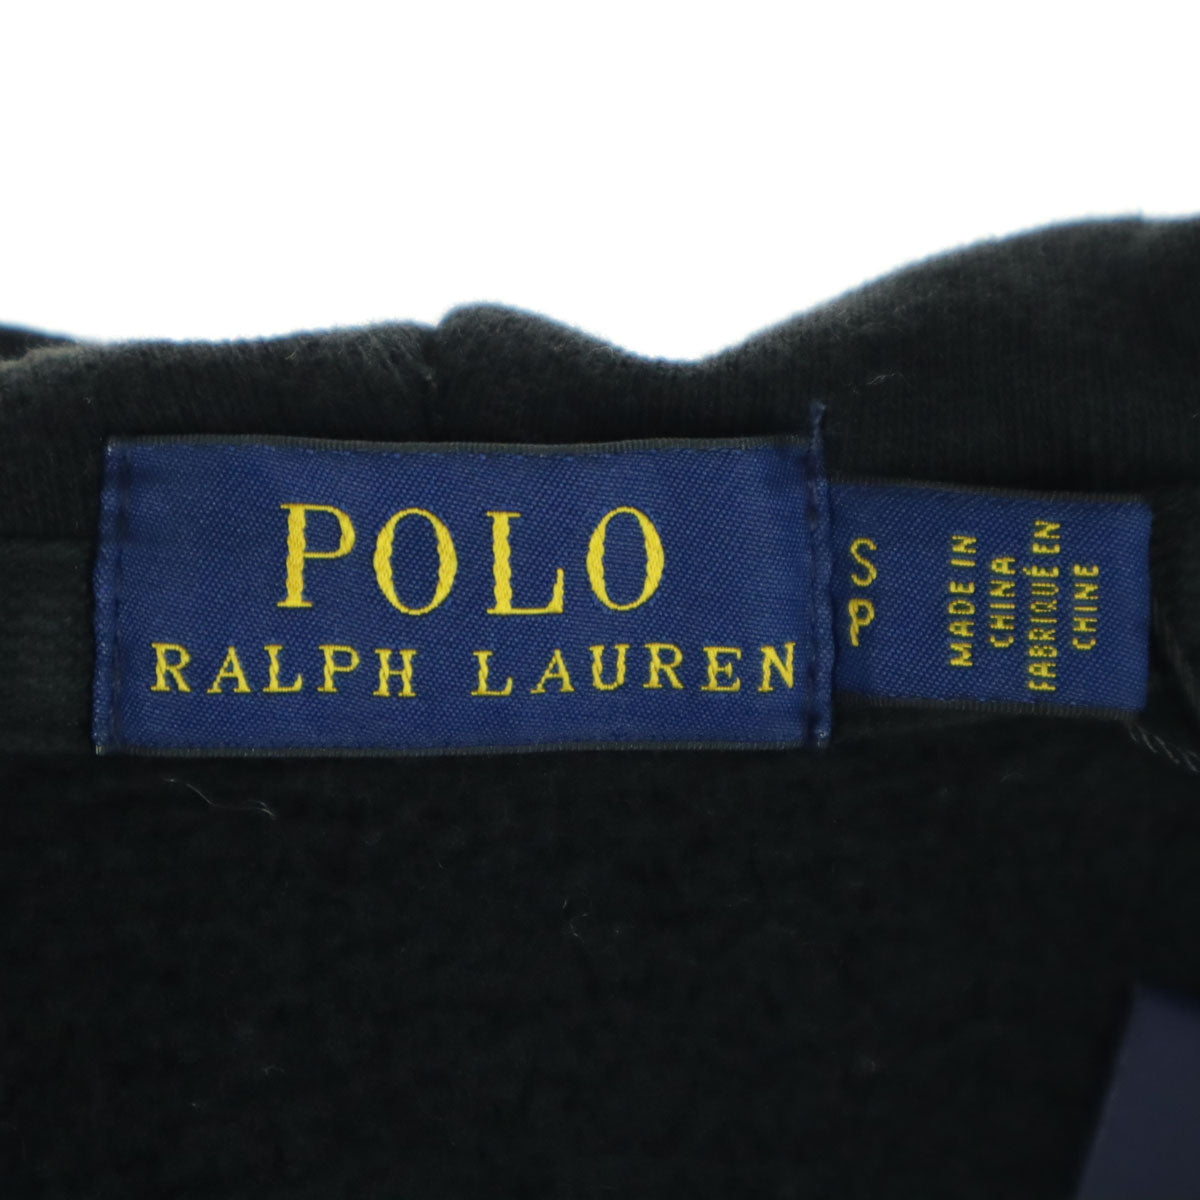 POLO
RALPH LAUREN
S
P
MADE IN
CHINA
FABRIQUÉ EN
CHINE